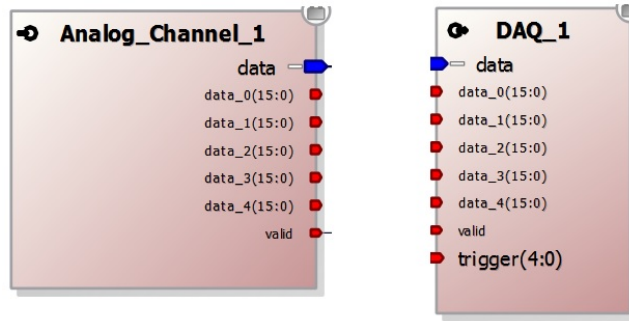 Analog_Channel_1
data
data_0(15:0)
data_1(15:0)
data_2(15:0)
data_3(15:0)
data_4(15:0)
valid
DAQ_1
data
data_0(15:0)
data_1(15:0)
data_2(15:0)
data_3(15:0)
data_4(15:0)
valid
trigger(4:0)